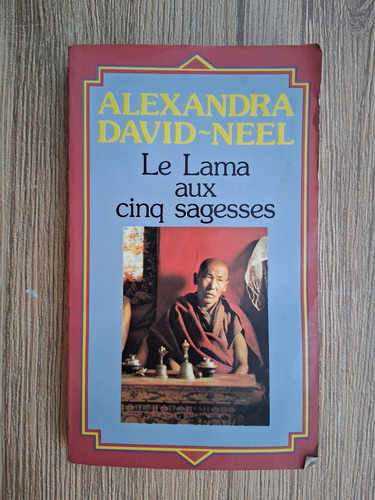 ALEXANDRA
DAVID~NEEL
Le Lama
aux
cinq sagesses